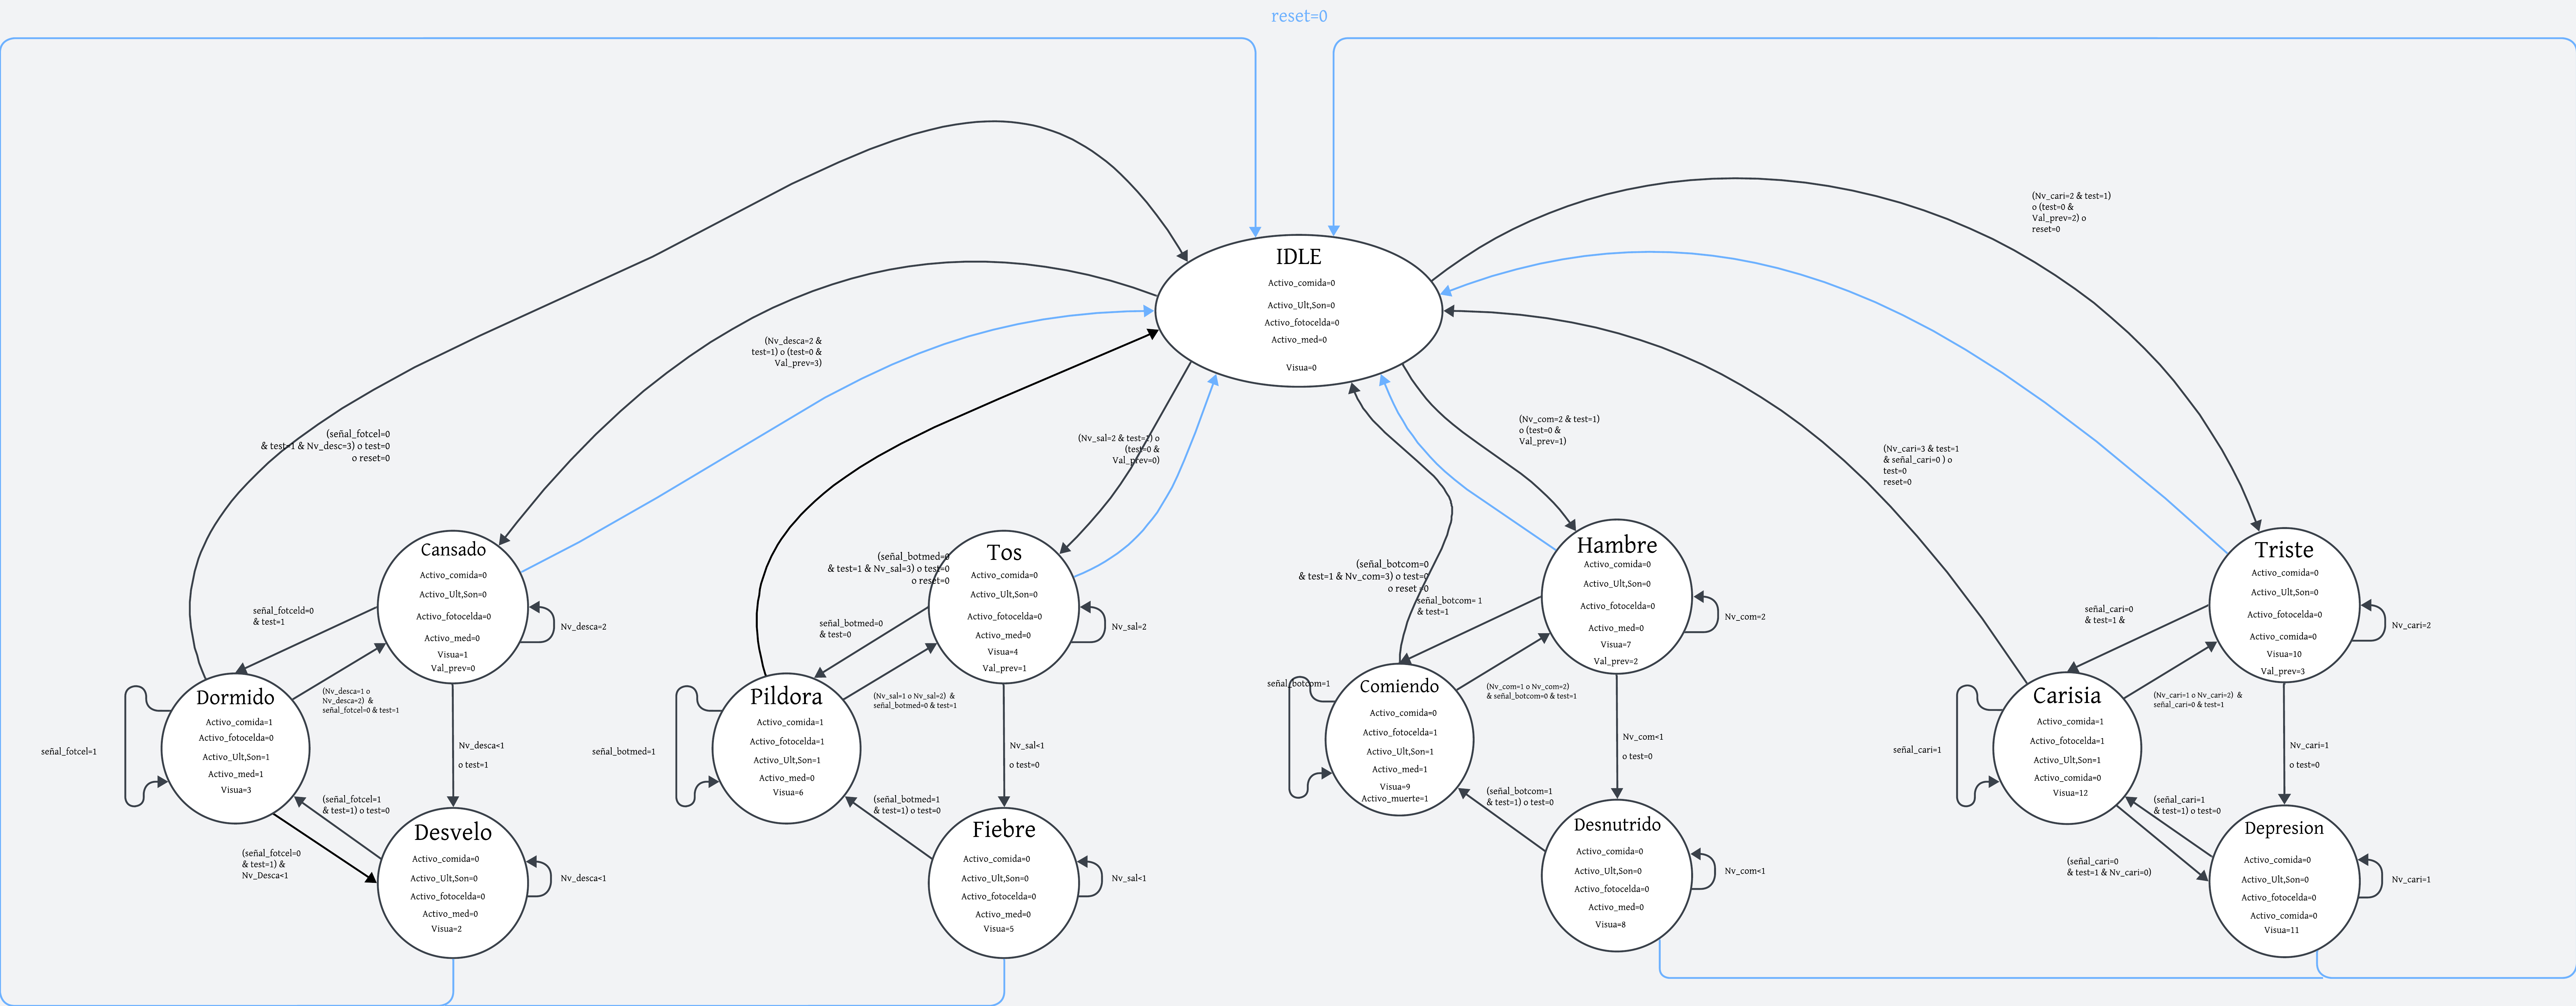 reset=0
IDLE
Activo_comida=0
Activo_Ult,Son=0
Activo_fotocelda=0
Activo_med=0
Visua=0
(Nv_cari=2 & test=1)
o (test=0 &
Val_prev=2) o
reset=0
(Nv_desca=2 &
test=1) o (test=0 &
Val_prev=3)
(señal_fotcel=0
& test=1 & Nv_desc=3) o test=0
o reset=0
(Nv_sal=2 & test=1) o
(test=0 &
Val_prev=0)
(Nv_com=2 & test=1)
o (test=0 &
Val_prev=1)
(Nv_cari=3 & test=1
& señal_cari=0 ) o
test=0
reset=0
Cansado
Activo_comida=0
Activo_Ult,Son=0
Activo_fotocelda=0
Activo_med=0
Visua=1
Val_prev=0
señal_fotceld=0
& test=1
Nv_desca=2
(Nv_desca=1 o
Nv_desca=2) &
señal_fotcel=0 & test=1
Dormido
Activo_comida=1
Activo_fotocelda=0
Activo_Ult,Son=1
Activo_med=1
Visua=3
señal_fotcel=1
Nv_desca<1
o test=1
(señal_fotcel=1
& test=1) o test=0
(señal_fotcel=0
& test=1) &
Nv_Desca<1
Desvelo
Activo_comida=0
Activo_Ult,Son=0
Activo_fotocelda=0
Activo_med=0
Visua=2
Nv_desca<1
(señal_botmed=0
& test=1 & Nv_sal=3) o test=0
o reset=0
Tos
Activo_comida=0
Activo_Ult,Son=0
Activo_fotocelda=0
Activo_med=0
Visua=4
Val_prev=1
señal_botmed=0
& test=0
Nv_sal=2
(Nv_sal=1 o Nv_sal=2) &
señal_botmed=0 & test=1
Pildora
Activo_comida=1
Activo_fotocelda=1
Activo_Ult,Son=1
Activo_med=0
Visua=6
señal_botmed=1
Nv_sal<1
o test=0
(señal_botmed=1
& test=1) o test=0
Fiebre
Activo_comida=0
Activo_Ult,Son=0
Activo_fotocelda=0
Activo_med=0
Visua=5
Nv_sal<1
(señal_botcom=0
& test=1 & Nv_com=3) o test=0
o reset =0
señal_botcom= 1
& test=1
Hambre
Activo_comida=0
Activo_Ult,Son=0
Activo_fotocelda=0
Activo_med=0
Visua=7
Val_prev=2
Nv_com=2
(Nv_com=1 o Nv_com=2)
& señal_botcom=0 & test=1
señal_botcom=1
Comiendo
Activo_comida=0
Activo_fotocelda=1
Activo_Ult,Son=1
Activo_med=1
Visua=9
Activo_muerte=1
Nv_com<1
o test=0
(señal_botcom=1
& test=1) o test=0
Desnutrido
Activo_comida=0
Activo_Ult,Son=0
Activo_fotocelda=0
Activo_med=0
Visua=8
Nv_com<1
Triste
Activo_comida=0
Activo_Ult,Son=0
Activo_fotocelda=0
Activo_comida=0
Visua=10
Val_prev=3
señal_cari=0
& test=1 &
Nv_cari=2
(Nv_cari=1 o Nv_cari=2) &
señal_cari=0 & test=1
Carisia
Activo_comida=1
Activo_fotocelda=1
Activo_Ult,Son=1
Activo_comida=0
Visua=12
señal_cari=1
Nv_cari=1
o test=0
(señal_cari=1
& test=1) o test=0
(señal_cari=0
& test=1 & Nv_cari=0)
Depresion
Activo_comida=0
Activo_Ult,Son=0
Activo_fotocelda=0
Activo_comida=0
Visua=11
Nv_cari=1